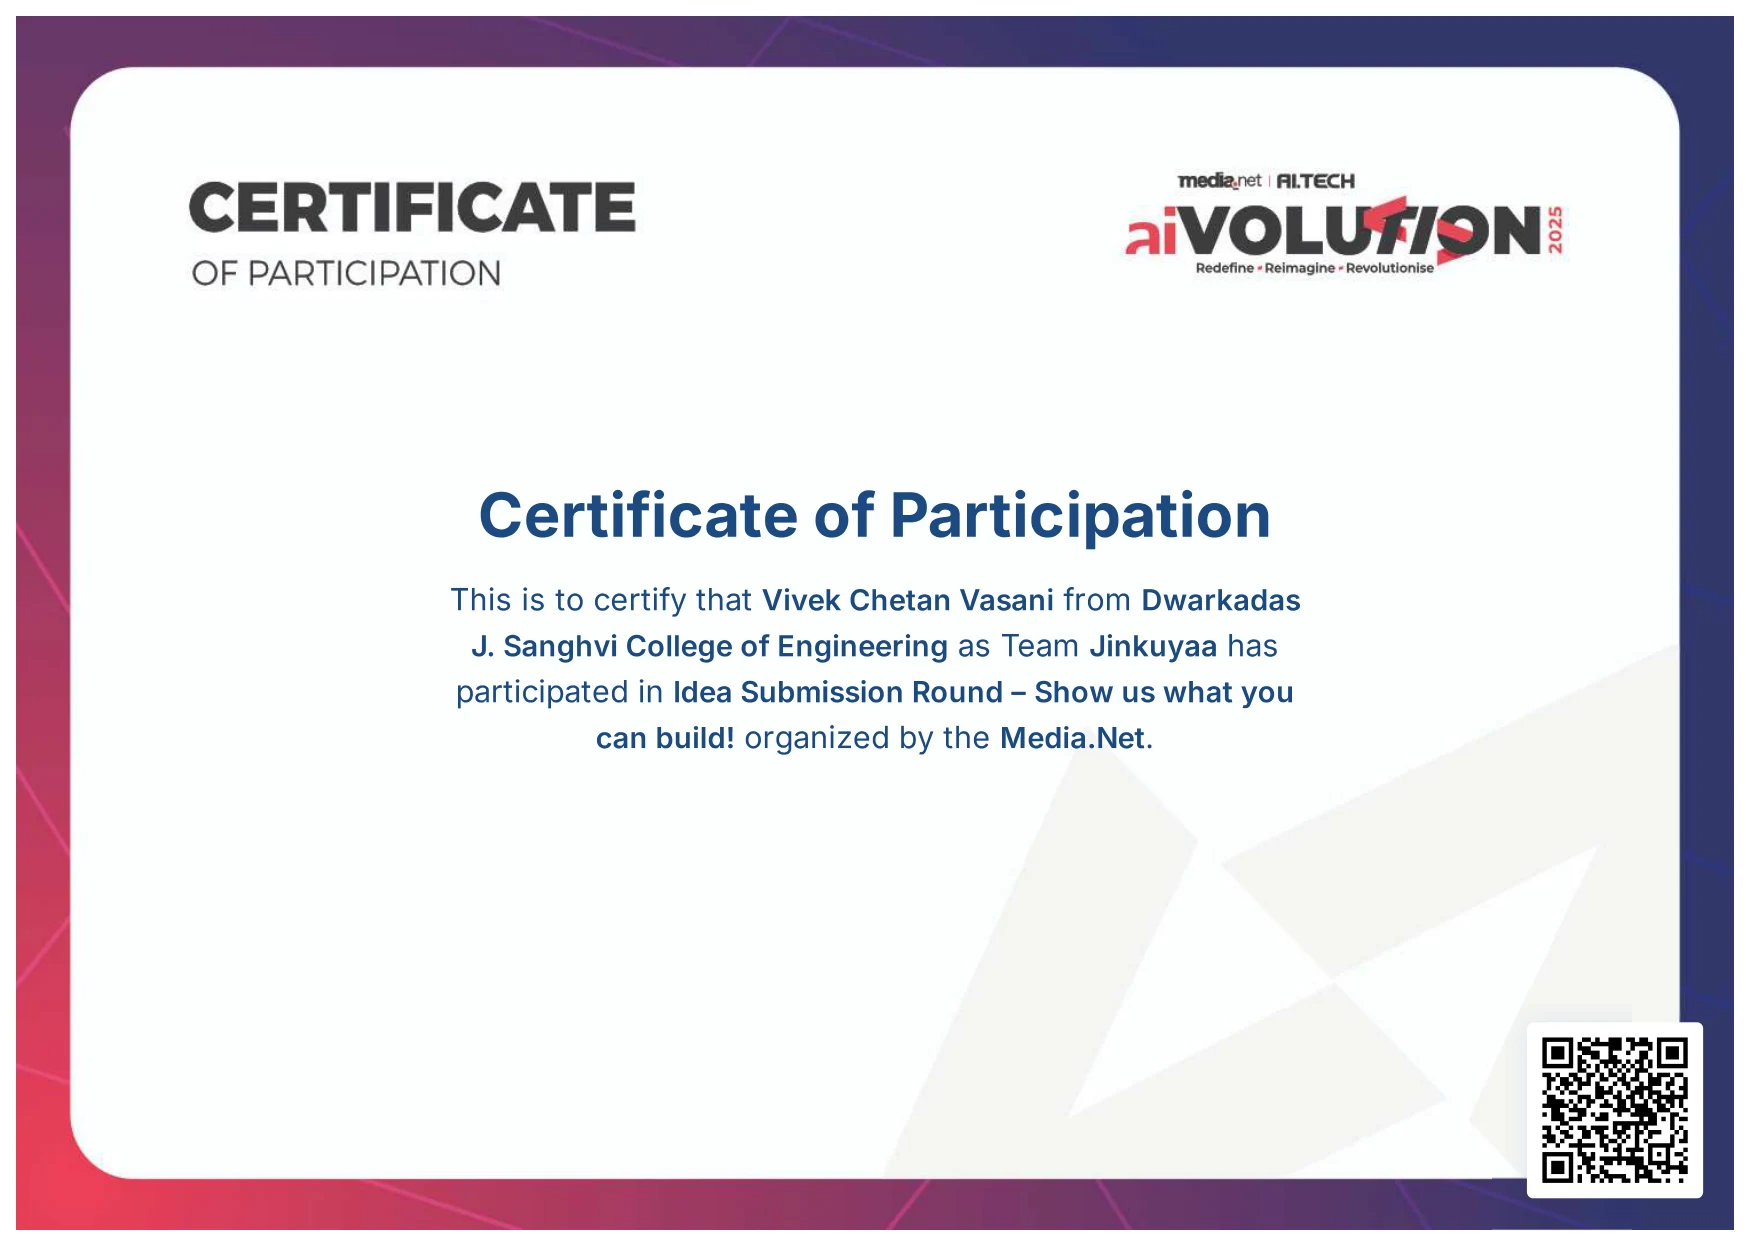 CERTIFICATE
OF PARTICIPATION
media.net | AI.TECH
aiVOLUTION 2025
Redefine • Reimagine • Revolutionise
Certificate of Participation
This is to certify that Vivek Chetan Vasani from Dwarkadas
J. Sanghvi College of Engineering as Team Jinkuyaa has
participated in Idea Submission Round – Show us what you
can build! organized by the Media.Net.